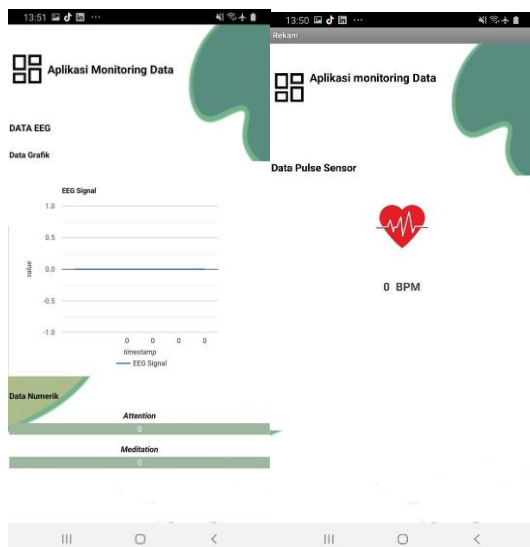 13:51
Aplikasi Monitoring Data
DATA EEG
Data Grafik
EEG Signal
1.0
0.5
0.0
-0.5
-1.0
value
0 0 0 0
timestamp
EEG Signal
Data Numerik
Attention
0
Meditation
0
13:50
Rekam
Aplikasi monitoring Data
Data Pulse Sensor
0 BPM